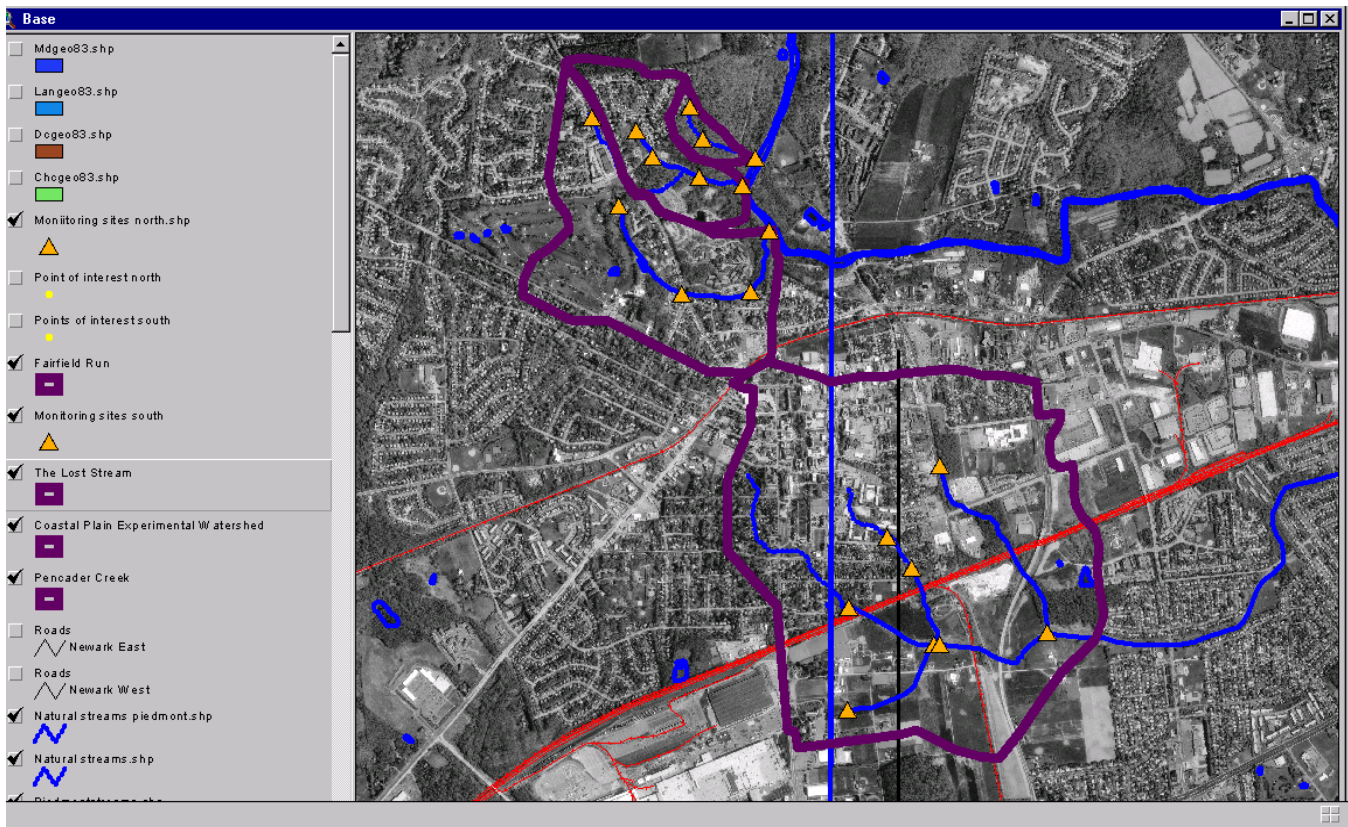 Base
Mdgeo83.shp
Langeo83.shp
Dcgeo83.shp
Chcgeo83.shp
Moniitoring sites north.shp
Point of interest north
Points of interest south
Fairfield Run
Monitoring sites south
The Lost Stream
Coastal Plain Experimental Watershed
Pencader Creek
Roads
Newark East
Roads
Newark West
Natural streams piedmont.shp
Natural streams.shp